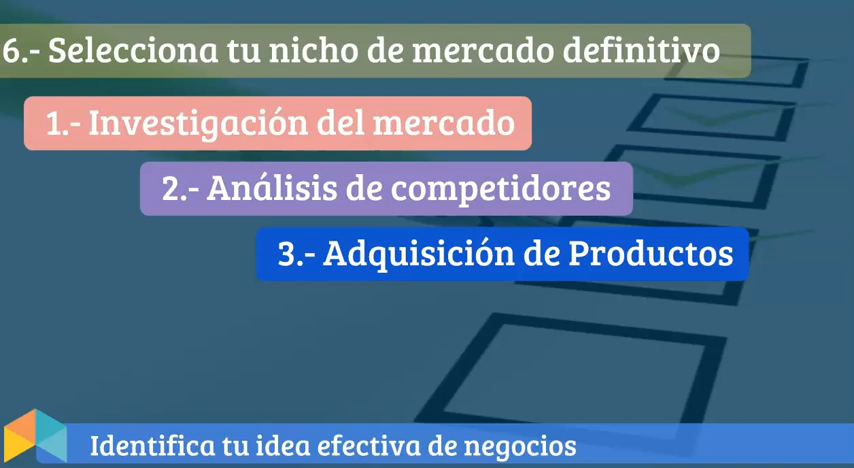 6.- Selecciona tu nicho de mercado definitivo
1.- Investigación del mercado
2.- Análisis de competidores
3.- Adquisición de Productos
Identifica tu idea efectiva de negocios